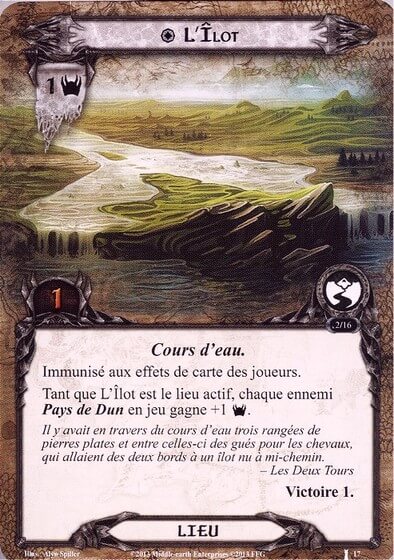 L'Îlot
1
1
2/16
Cours d'eau.
Immunisé aux effets de carte des joueurs.
Tant que L'Îlot est le lieu actif, chaque ennemi
Pays de Dun en jeu gagne +1
Il y avait en travers du cours d'eau trois rangées de
pierres plates et entre celles-ci des gués pour les chevaux,
qui allaient des deux bords à un îlot nu à mi-chemin.
– Les Deux Tours
Victoire 1.
LIEU
Illus. Alyn Spiller
©2013 Middle-earth Enterprises ©2013 FFG
17